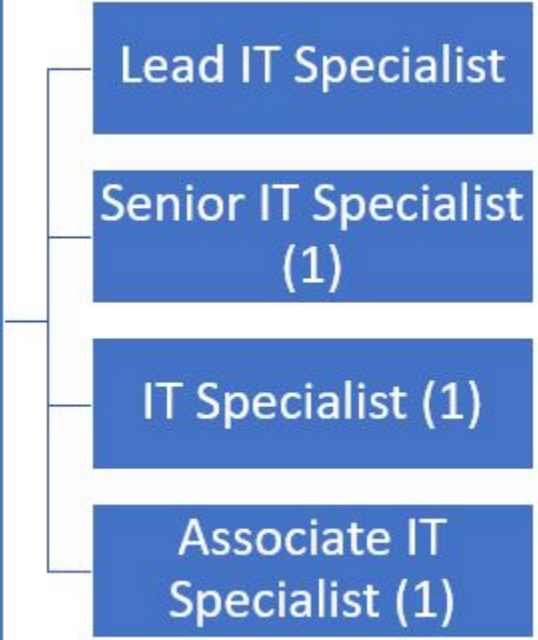 Lead IT Specialist
Senior IT Specialist
(1)
IT Specialist (1)
Associate IT
Specialist (1)